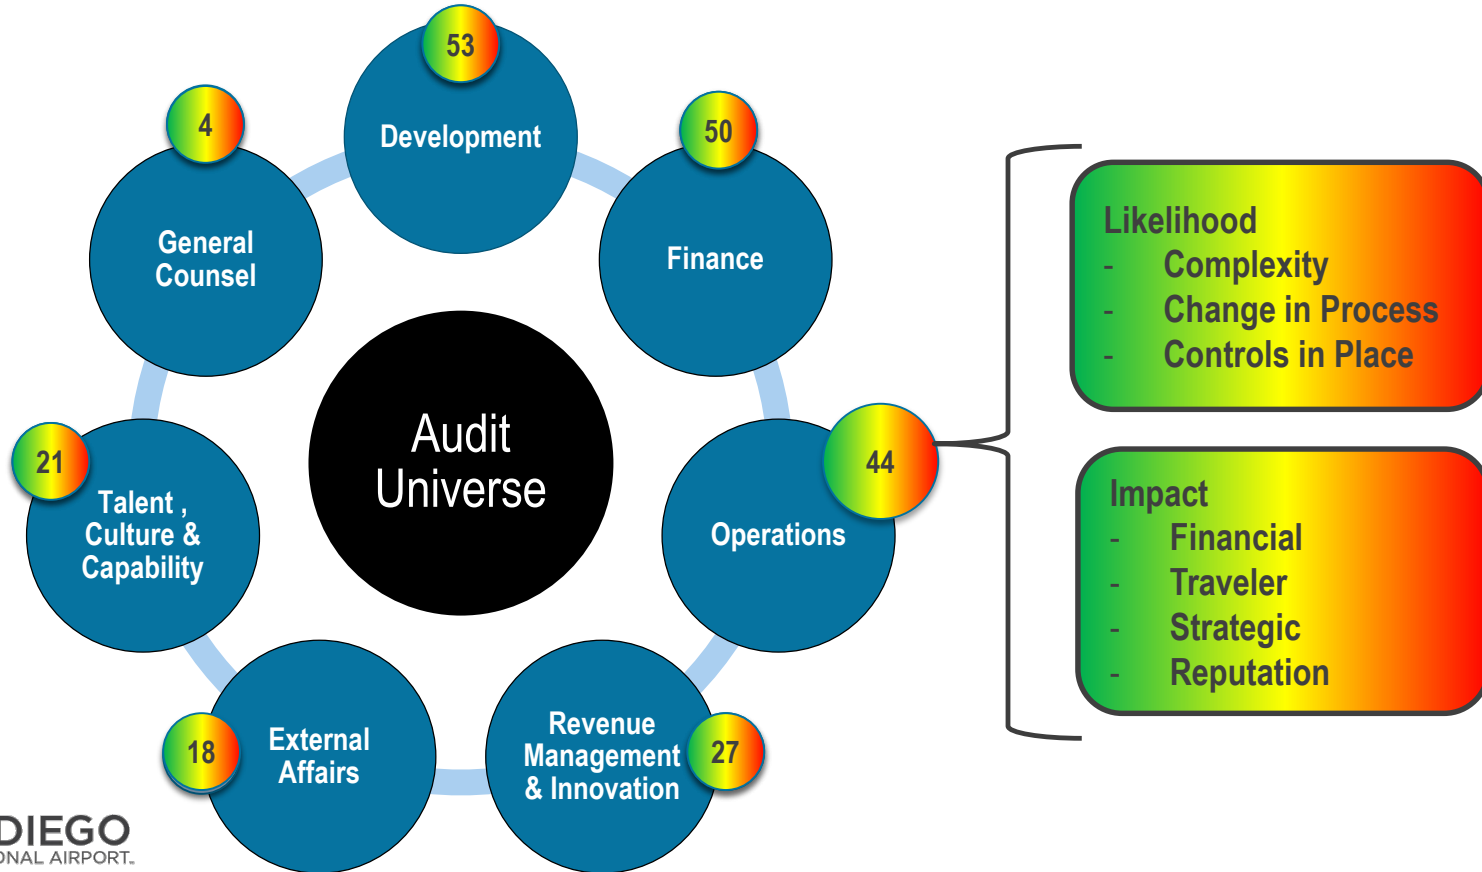 53
Development
4
General
Counsel
50
Finance
44
Operations
27
Revenue
Management
& Innovation
18
External
Affairs
21
Talent ,
Culture &
Capability
Audit
Universe
Likelihood
- Complexity
- Change in Process
- Controls in Place
Impact
- Financial
- Traveler
- Strategic
- Reputation
DIEGO
ONAL AIRPORT™